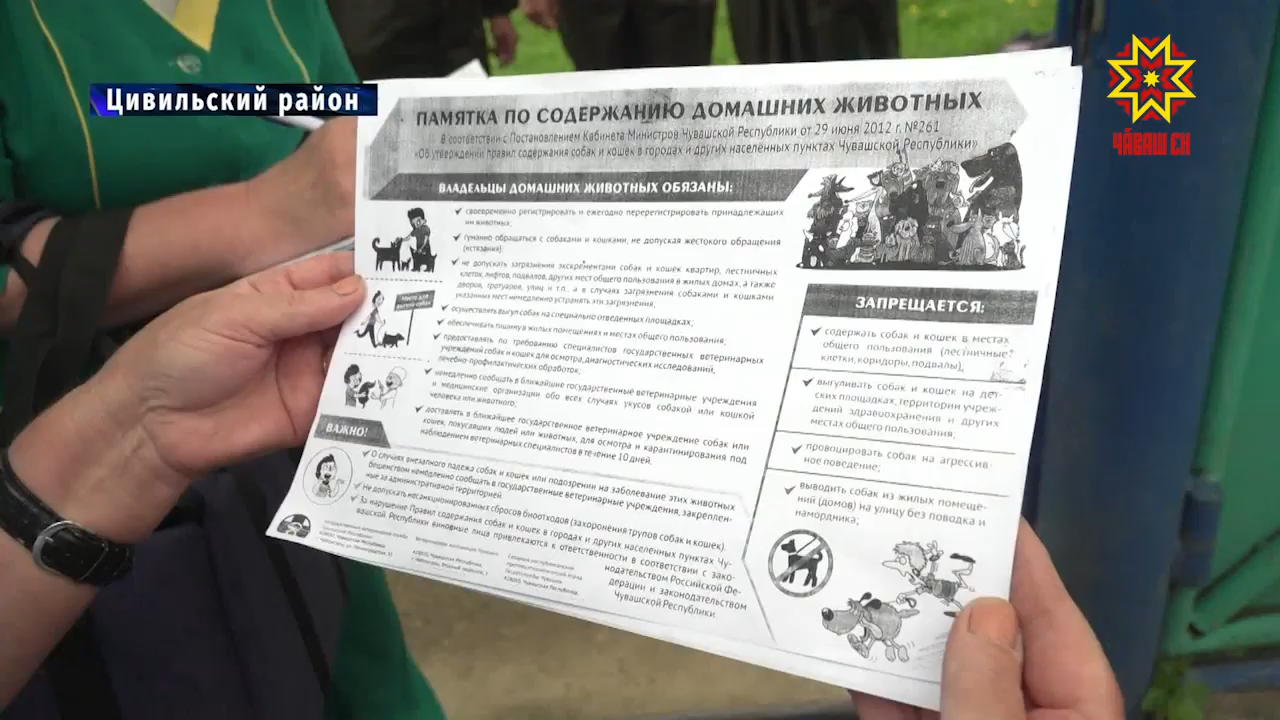 Цивильский район
ЧӐВАШ ЕН
ПАМЯТКА ПО СОДЕРЖАНИЮ ДОМАШНИХ ЖИВОТНЫХ
В соответствии с Постановлением Кабинета Министров Чувашской Республики от 29 июня 2012 г. №261
«Об утверждении правил содержания собак и кошек в городах и других населенных пунктах Чувашской Республики»
ВЛАДЕЛЬЦЫ ДОМАШНИХ ЖИВОТНЫХ ОБЯЗАНЫ:
своевременно регистрировать и ежегодно перерегистрировать принадлежащих
им животных;
гуманно обращаться с собаками и кошками, не допуская жестокого обращения
(истязания);
не допускать загрязнения экскрементами собак и кошек квартир, лестничных
клеток, лифтов, подвалов, других мест общего пользования в жилых домах, а также
дворов, тротуаров, улиц и т.п., а в случаях загрязнения собаками и кошками
указанных мест немедленно устранять эти загрязнения;
осуществлять выгул собак на специально отведенных площадках;
обеспечивать тишину в жилых помещениях и местах общего пользования;
предоставлять по требованию специалистов государственных ветеринарных
учреждений собак и кошек для осмотра, диагностических исследований,
лечебно-профилактических обработок;
немедленно сообщать в ближайшие государственные ветеринарные учреждения
и медицинские организации обо всех случаях укусов собакой или кошкой
человека или животного;
доставлять в ближайшее государственное ветеринарное учреждение собак или
кошек, покусавших людей или животных, для осмотра и карантинирования под
наблюдением ветеринарных специалистов в течение 10 дней.
Место для
выгула собак
ВАЖНО!
О случаях внезапного падежа собак и кошек или подозрении на заболевание этих животных
бешенством немедленно сообщать в государственные ветеринарные учреждения, закреплен-
ные за административной территорией.
Не допускать несанкционированных сбросов биоотходов (захоронения трупов собак и кошек).
За нарушение Правил содержания собак и кошек в городах и других населенных пунктах Чу-
вашской Республики виновные лица привлекаются к ответственности в соответствии с зако-
нодательством Российской Фе-
дерации и законодательством
Чувашской Республики.
ЗАПРЕЩАЕТСЯ:
содержать собак и кошек в местах
общего пользования (лестничные
клетки, коридоры, подвалы);
выгуливать собак и кошек на дет-
ских площадках, территории учреж-
дений здравоохранения и других
местах общего пользования;
провоцировать собак на агрессив-
ное поведение;
выводить собак из жилых помеще-
ний (домов) на улицу без поводка и
намордника;